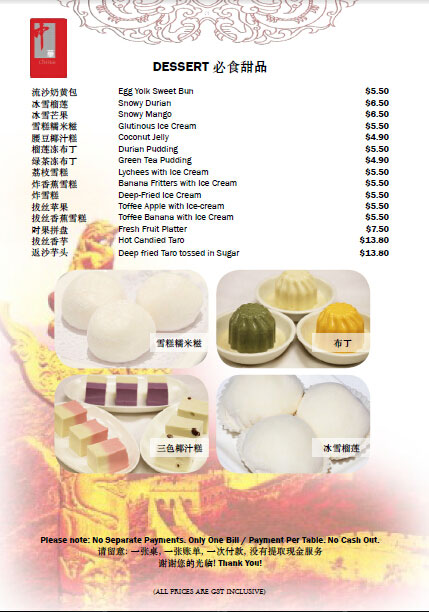 中
China
DESSERT 必食甜品
流沙奶黄包 Egg Yolk Sweet Bun $5.50
冰雪榴莲 Snowy Durian $6.50
冰雪芒果 Snowy Mango $6.50
雪糕糯米糍 Glutinous Ice Cream $5.50
腰豆椰汁糕 Coconut Jelly $4.90
榴莲冻布丁 Durian Pudding $5.50
绿茶冻布丁 Green Tea Pudding $4.90
荔枝雪糕 Lychees with Ice Cream $5.50
炸香蕉雪糕 Banana Fritters with Ice Cream $5.50
炸雪糕 Deep-Fried Ice Cream $5.50
拔丝苹果 Toffee Apple with Ice-cream $5.50
拔丝香蕉雪糕 Toffee Banana with Ice Cream $5.50
时果拼盘 Fresh Fruit Platter $7.50
拔丝香芋 Hot Candied Taro $13.80
返沙芋头 Deep fried Taro tossed in Sugar $13.80
雪糕糯米糍
布丁
三色椰汁糕
冰雪榴莲
Please note: No Separate Payments. Only One Bill / Payment Per Table. No Cash Out.
请留意: 一张桌, 一张账单, 一次付款, 没有提取现金服务
谢谢您的光临! Thank You!
(ALL PRICES ARE GST INCLUSIVE)